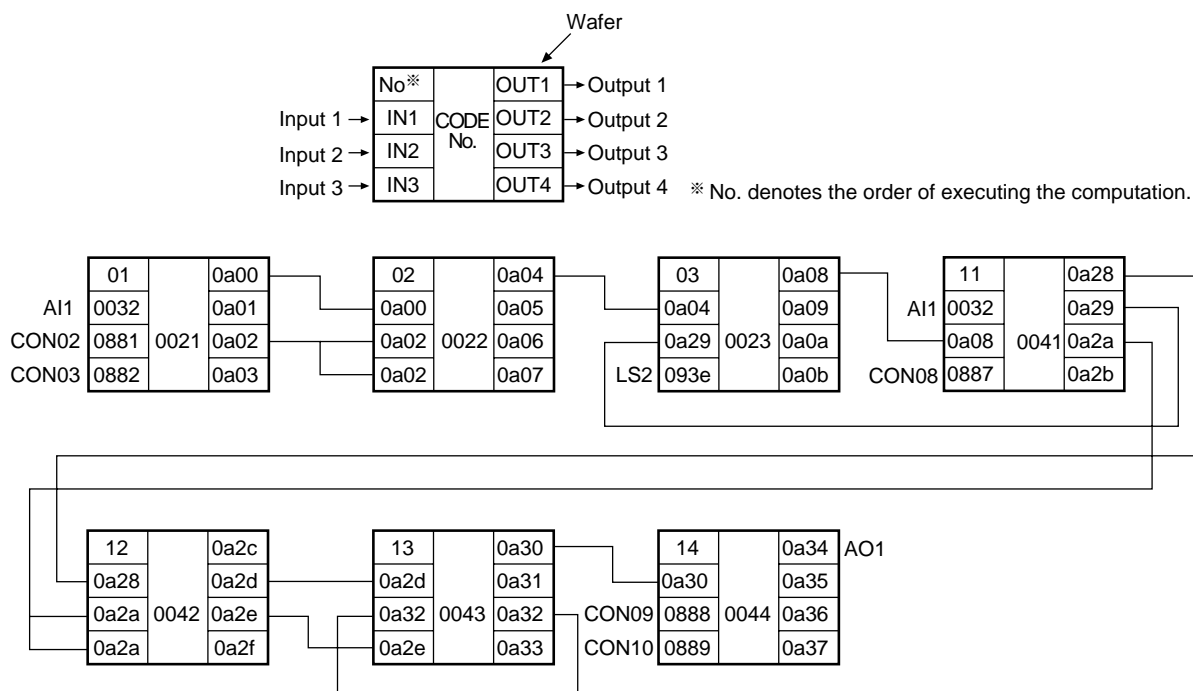 Wafer
No※ OUT1 Output 1
Input 1 IN1 CODE No. OUT2 Output 2
Input 2 IN2 OUT3 Output 3
Input 3 IN3 OUT4 Output 4
※ No. denotes the order of executing the computation.
01 0a00
AI1 0032 0a01
CON02 0881 0021 0a02
CON03 0882 0a03
02 0a04
0a00 0a05
0a02 0022 0a06
0a02 0a07
03 0a08
0a04 0a09
0a29 0023 0a0a
LS2 093e 0a0b
11 0a28
AI1 0032 0a29
0a08 0041 0a2a
CON08 0887 0a2b
12 0a2c
0a28 0a2d
0a2a 0042 0a2e
0a2a 0a2f
13 0a30
0a2d 0a31
0a32 0043 0a32
0a2e 0a33
14 0a34 AO1
0a30 0a35
CON09 0888 0044 0a36
CON10 0889 0a37